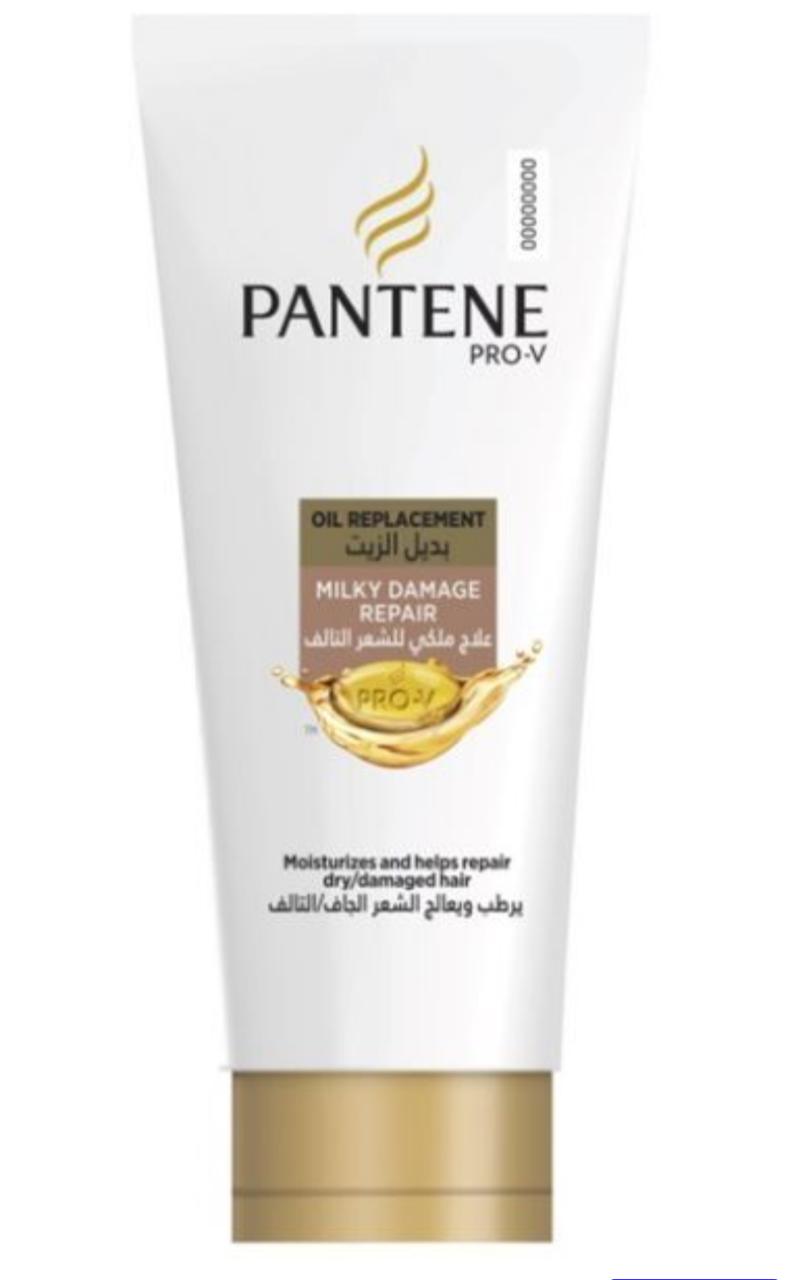 00000000
PANTENE
PRO-V
OIL REPLACEMENT
بديل الزيت
MILKY DAMAGE
REPAIR
علاج ملكي للشعر التالف
PRO-V
TM
Moisturizes and helps repair
dry/damaged hair
يرطب ويعالج الشعر الجاف/التالف